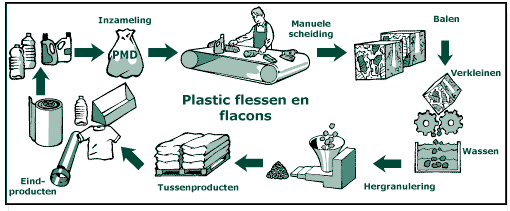 Inzameling
PMD
Manuele
scheiding
Balen
Verkleinen
Wassen
Hergranulering
Tussenproducten
Eind-
producten
Plastic flessen en
flacons